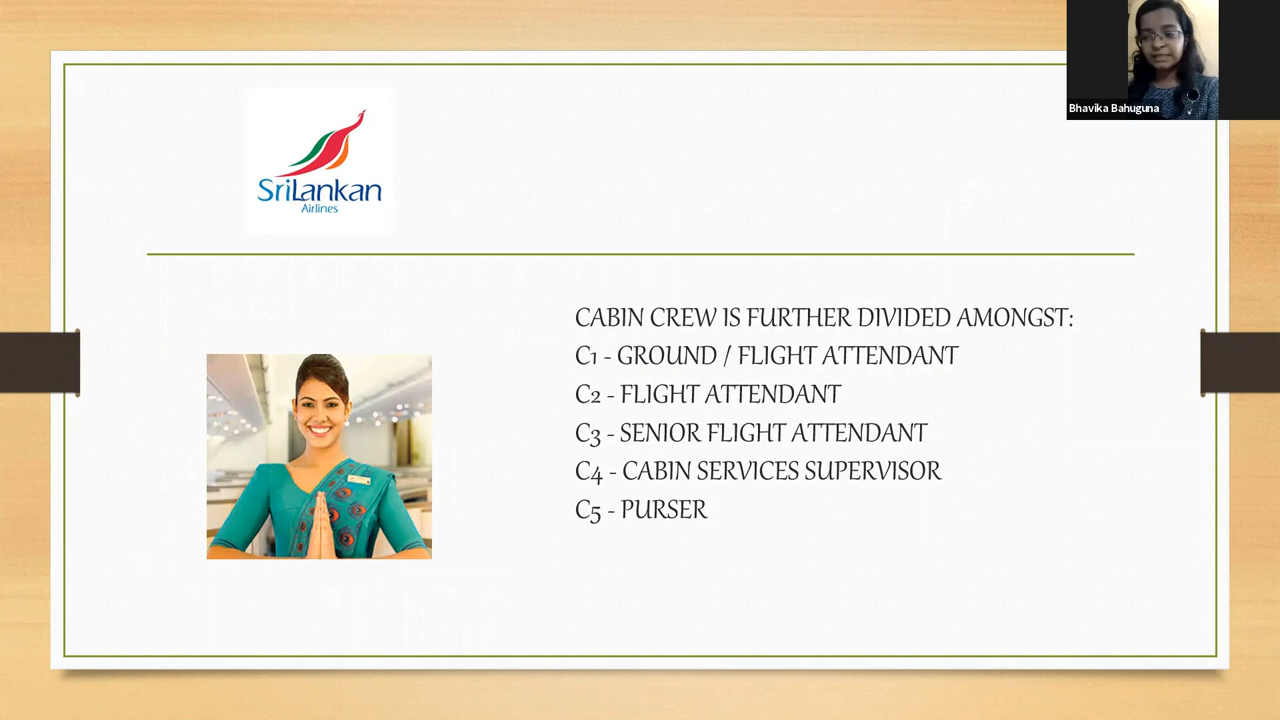 Bhavika Bahuguna
SriLankan
Airlines
CABIN CREW IS FURTHER DIVIDED AMONGST:
C1 - GROUND / FLIGHT ATTENDANT
C2 - FLIGHT ATTENDANT
C3 - SENIOR FLIGHT ATTENDANT
C4 - CABIN SERVICES SUPERVISOR
C5 - PURSER